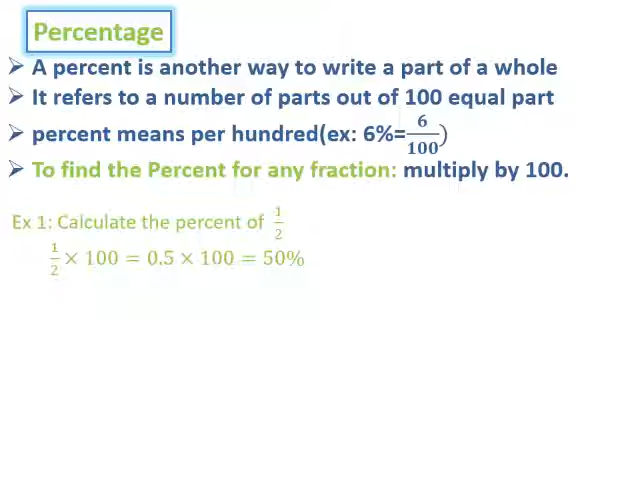 Percentage
➢ A percent is another way to write a part of a whole
➢ It refers to a number of parts out of 100 equal part
➢ percent means per hundred(ex: 6%=6/100)
➢ To find the Percent for any fraction: multiply by 100.
Ex 1: Calculate the percent of 1/2
1/2 × 100 = 0.5 × 100 = 50%